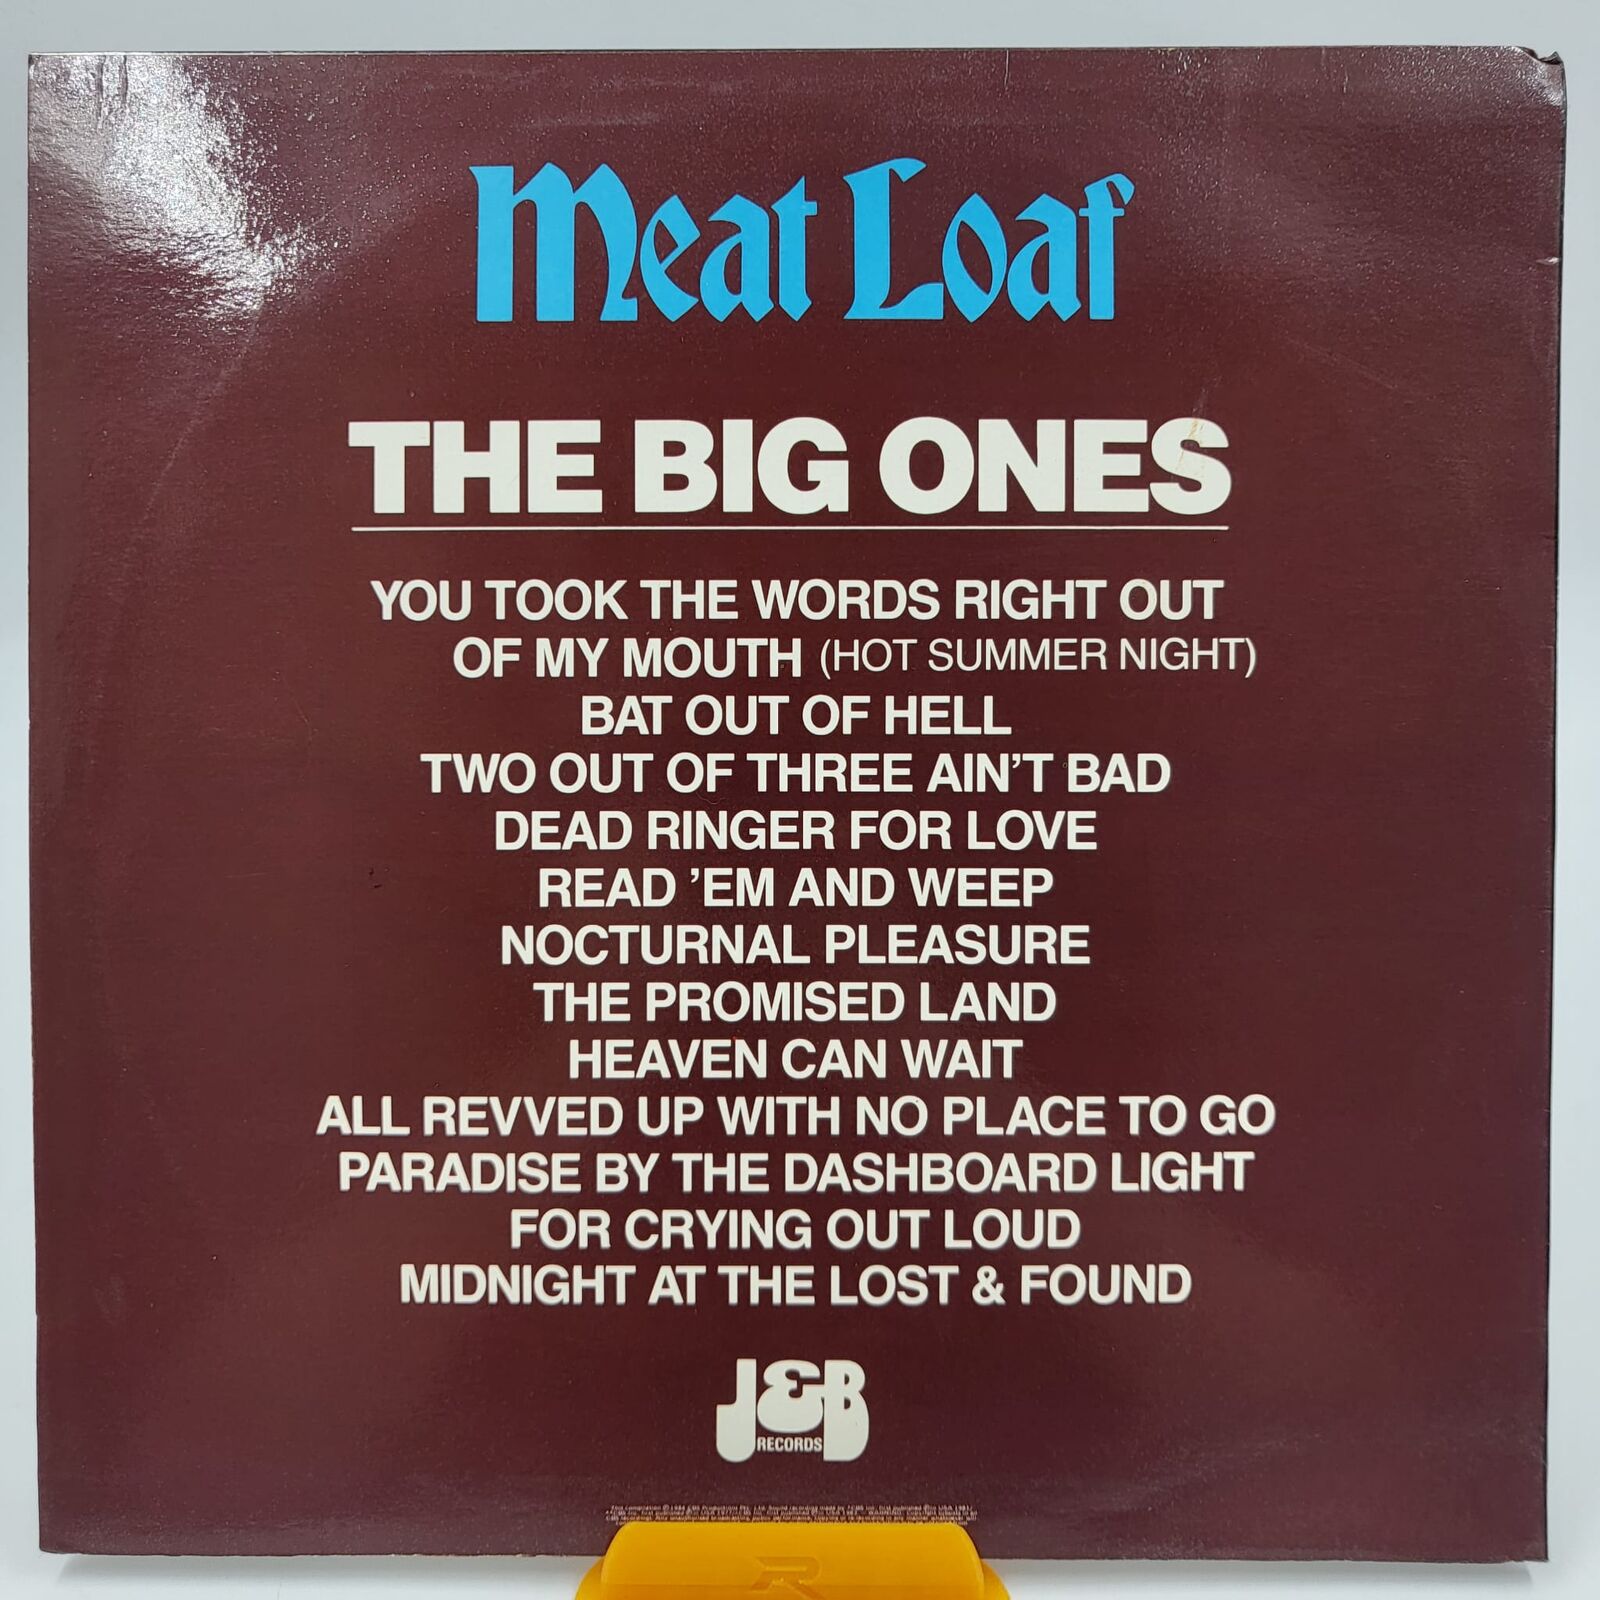 Meat Loaf
THE BIG ONES
YOU TOOK THE WORDS RIGHT OUT
OF MY MOUTH (HOT SUMMER NIGHT)
BAT OUT OF HELL
TWO OUT OF THREE AIN'T BAD
DEAD RINGER FOR LOVE
READ 'EM AND WEEP
NOCTURNAL PLEASURE
THE PROMISED LAND
HEAVEN CAN WAIT
ALL REVVED UP WITH NO PLACE TO GO
PARADISE BY THE DASHBOARD LIGHT
FOR CRYING OUT LOUD
MIDNIGHT AT THE LOST & FOUND
J&B
RECORDS